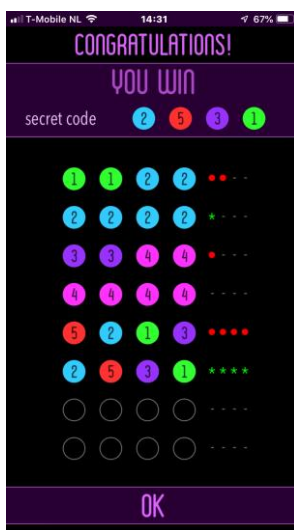 T-Mobile NL 14:31 67%
CONGRATULATIONS!
YOU WIN
secret code 2 5 3 1
1 1 2 2 ●●--
2 2 2 2 *---
3 3 4 4 ●---
4 4 4 4 ----
5 2 1 3 ●●●●
2 5 3 1 ****
----
----
OK